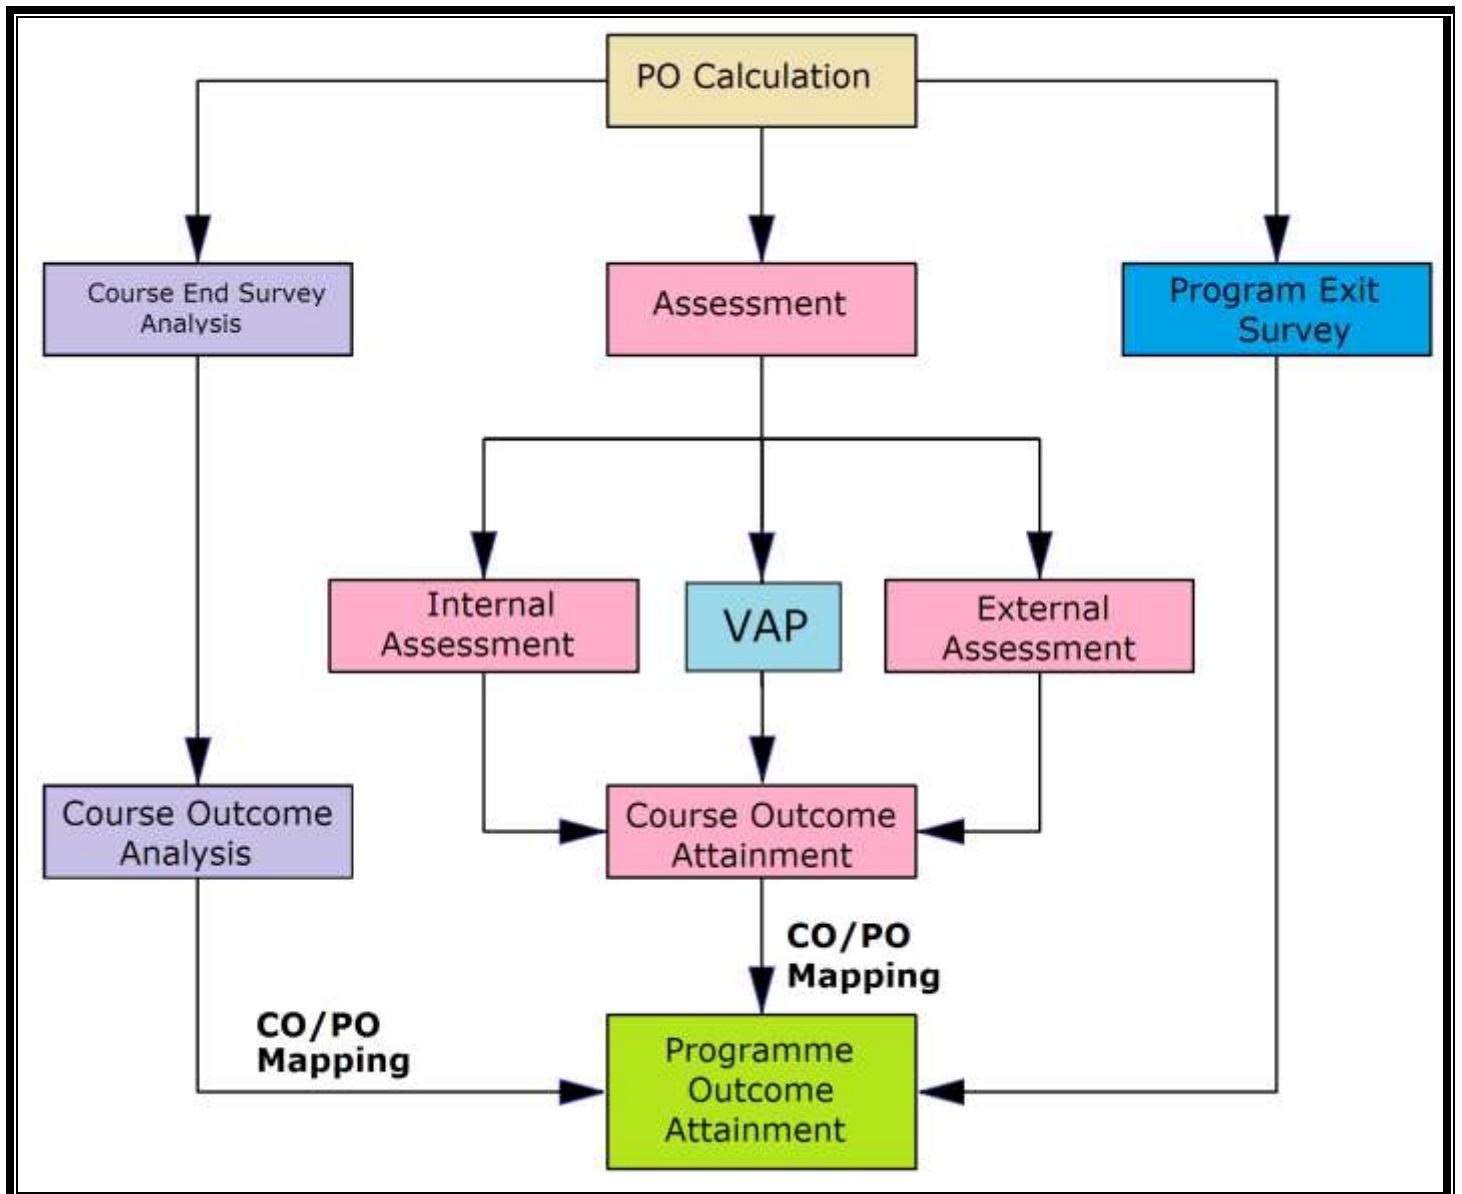 PO Calculation
Course End Survey
Analysis
Assessment
Program Exit
Survey
Internal
Assessment
VAP
External
Assessment
Course Outcome
Analysis
Course Outcome
Attainment
CO/PO
Mapping
CO/PO
Mapping
Programme
Outcome
Attainment